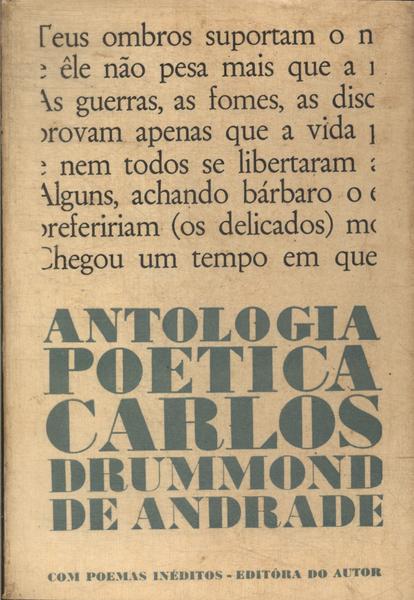 Teus ombros suportam o n
e êle não pesa mais que a
As guerras, as fomes, as disc
provam apenas que a vida
e nem todos se libertaram
Alguns, achando bárbaro o e
prefeririam (os delicados) mo
Chegou um tempo em que
ANTOLOGIA
POETICA
CARLOS
DRUMMOND
DE ANDRADE
COM POEMAS INÉDITOS - EDITÔRA DO AUTOR